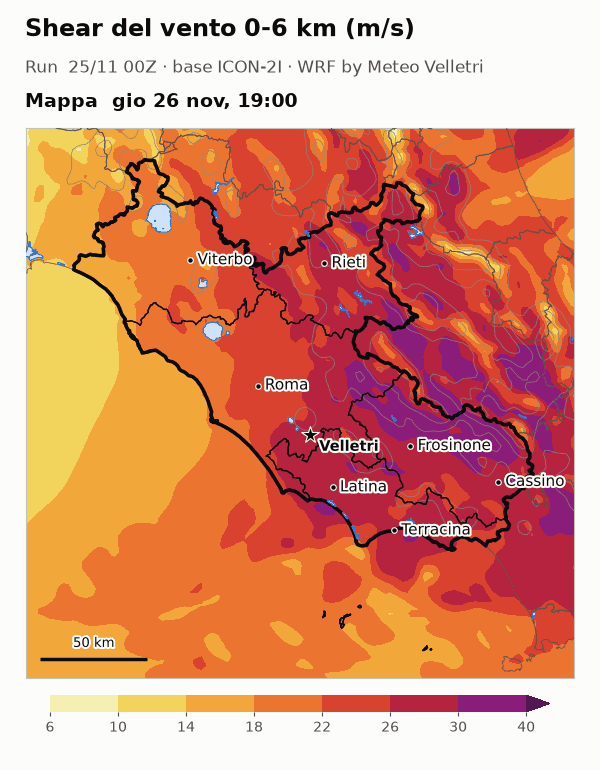 Shear del vento 0-6 km (m/s)
Run  25/11 00Z · base ICON-2I · WRF by Meteo Velletri
Mappa  gio 26 nov, 19:00
Viterbo
Rieti
Roma
Velletri
Frosinone
Latina
Cassino
Terracina
50 km
6 10 14 18 22 26 30 40